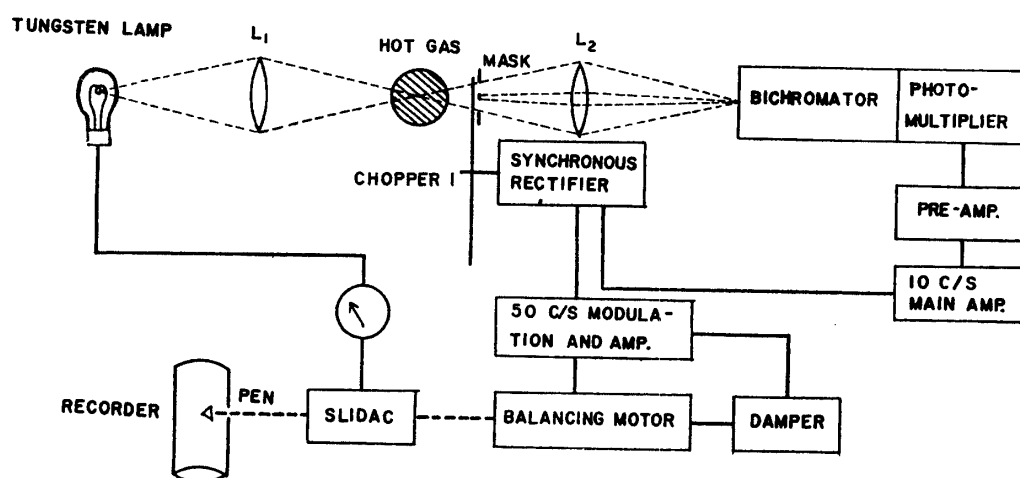 TUNGSTEN LAMP
L1
HOT GAS
MASK
L2
BICHROMATOR
PHOTO-
MULTIPLIER
CHOPPER I
SYNCHRONOUS
RECTIFIER
PRE-AMP.
10 C/S
MAIN AMP.
50 C/S MODULA-
TION AND AMP.
RECORDER
PEN
SLIDAC
BALANCING MOTOR
DAMPER